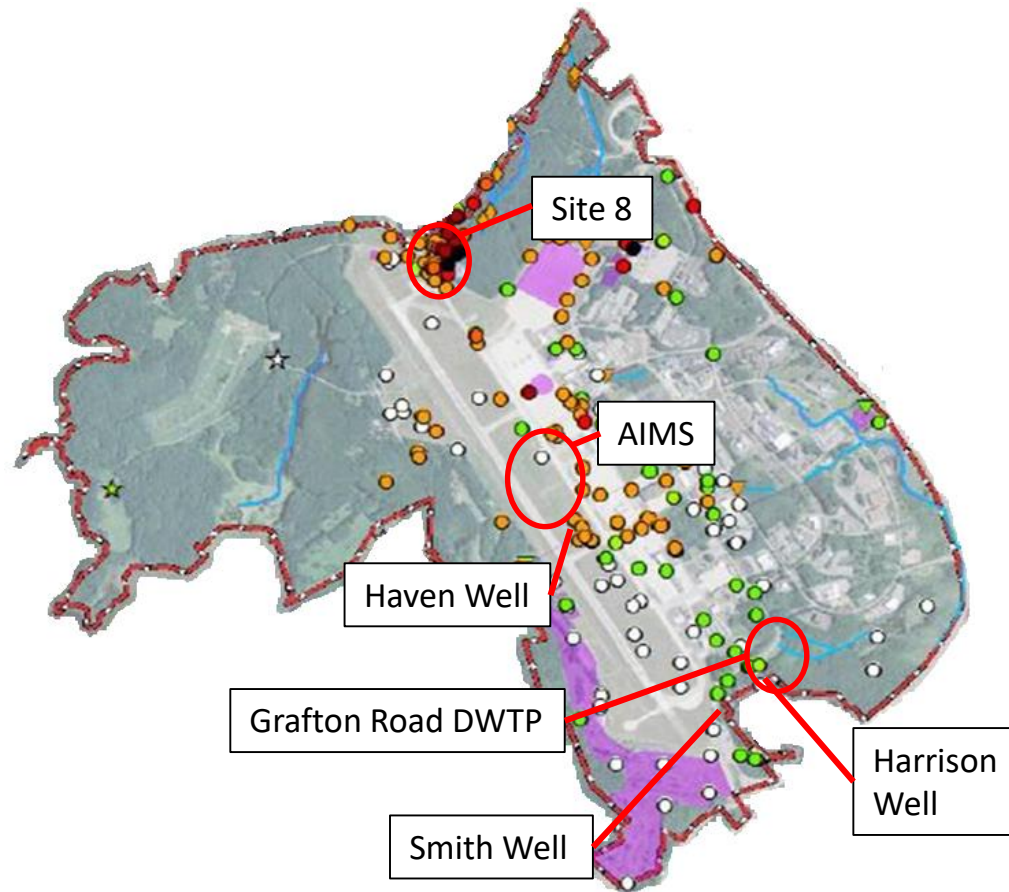 Site 8
AIMS
Haven Well
Grafton Road DWTP
Harrison
Well
Smith Well